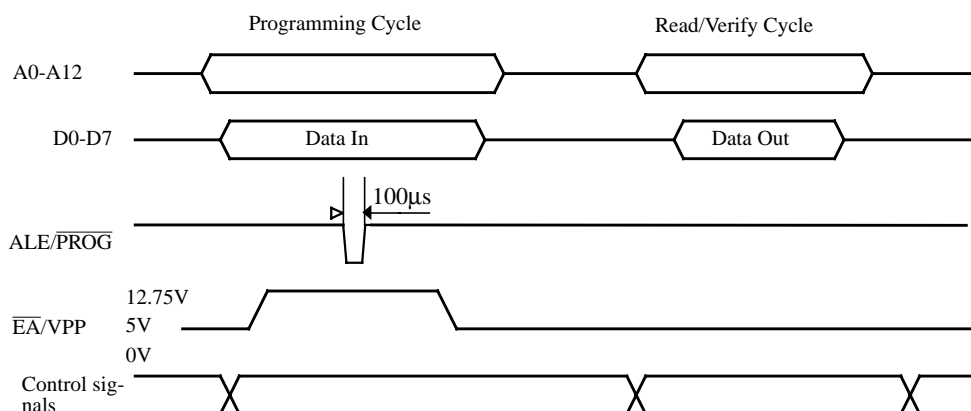 Programming Cycle
Read/Verify Cycle
A0-A12
D0-D7
Data In
Data Out
100μs
ALE/PROG
12.75V
EA/VPP
5V
0V
Control sig-
nals